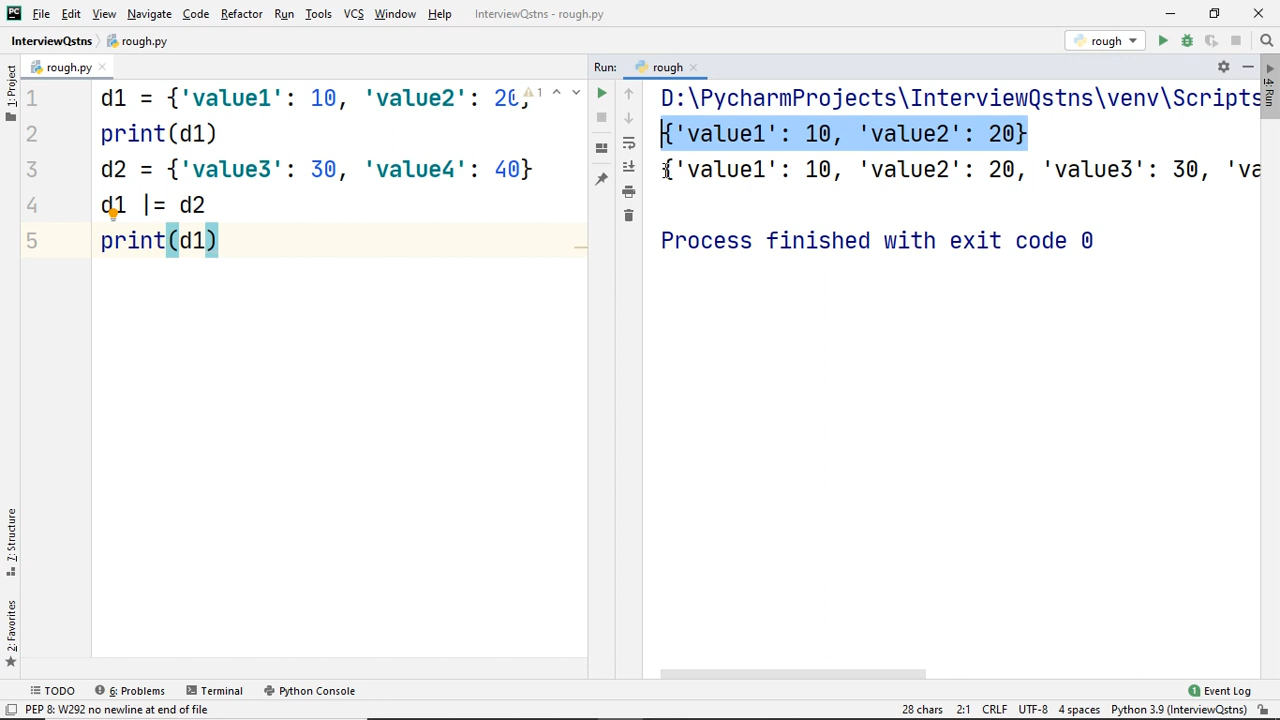 PC File Edit View Navigate Code Refactor Run Tools VCS Window Help InterviewQstns - rough.py
InterviewQstns rough.py rough
1: Project
rough.py
Run: rough
4: Run
1 d1 = {'value1': 10, 'value2': 20}
1
2 print(d1)
3 d2 = {'value3': 30, 'value4': 40}
4 d1 |= d2
5 print(d1)
D:\PycharmProjects\InterviewQstns\venv\Scripts
{'value1': 10, 'value2': 20}
{'value1': 10, 'value2': 20, 'value3': 30, 'va
Process finished with exit code 0
7: Structure
2: Favorites
TODO 6: Problems Terminal Python Console 1 Event Log
PEP 8: W292 no newline at end of file 28 chars 2:1 CRLF UTF-8 4 spaces Python 3.9 (InterviewQstns)